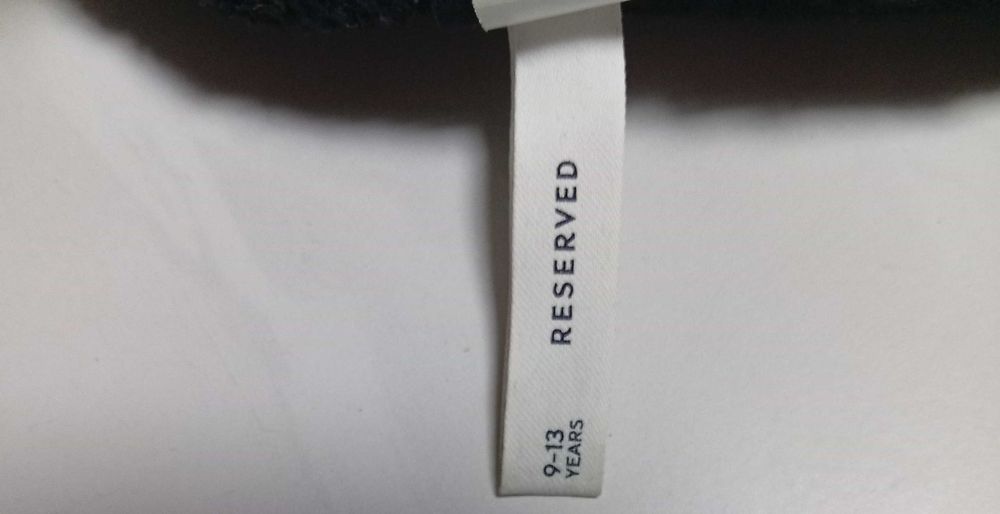 RESERVED
9-13
YEARS